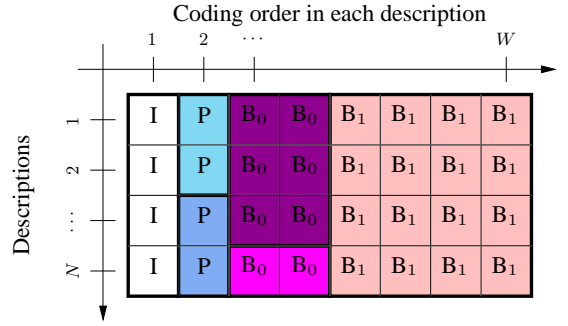 Coding order in each description
1 2 ⋯ W
Descriptions
1 I P B₀ B₀ B₁ B₁ B₁ B₁
2 I P B₀ B₀ B₁ B₁ B₁ B₁
⋯ I P B₀ B₀ B₁ B₁ B₁ B₁
N I P B₀ B₀ B₁ B₁ B₁ B₁